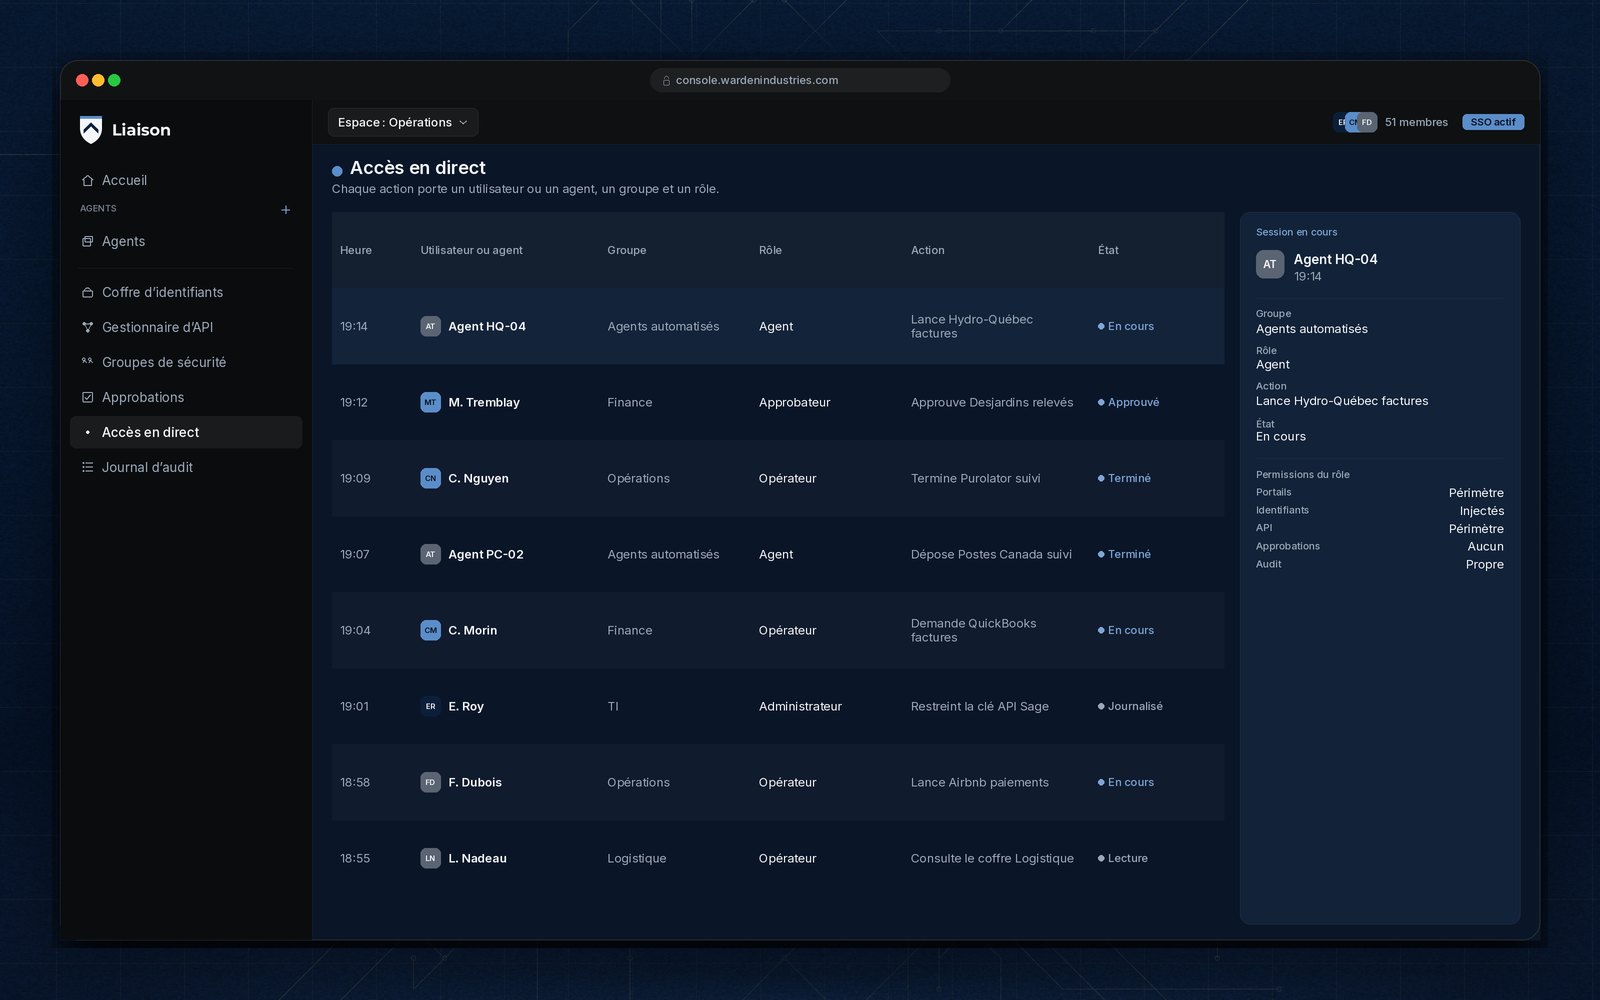 console.wardenindustries.com
Liaison
Espace : Opérations
CN
FD
51 membres
SSO actif
Accueil
AGENTS
Agents
Coffre d’identifiants
Gestionnaire d’API
Groupes de sécurité
Approbations
Accès en direct
Journal d’audit
Accès en direct
Chaque action porte un utilisateur ou un agent, un groupe et un rôle.
Heure Utilisateur ou agent Groupe Rôle Action État
19:14 AT Agent HQ-04 Agents automatisés Agent Lance Hydro-Québec factures En cours
19:12 MT M. Tremblay Finance Approbateur Approuve Desjardins relevés Approuvé
19:09 CN C. Nguyen Opérations Opérateur Termine Purolator suivi Terminé
19:07 AT Agent PC-02 Agents automatisés Agent Dépose Postes Canada suivi Terminé
19:04 CM C. Morin Finance Opérateur Demande QuickBooks factures En cours
19:01 ER E. Roy TI Administrateur Restreint la clé API Sage Journalisé
18:58 FD F. Dubois Opérations Opérateur Lance Airbnb paiements En cours
18:55 LN L. Nadeau Logistique Opérateur Consulte le coffre Logistique Lecture
Session en cours
AT Agent HQ-04
19:14
Groupe
Agents automatisés
Rôle
Agent
Action
Lance Hydro-Québec factures
État
En cours
Permissions du rôle
Portails Périmètre
Identifiants Injectés
API Périmètre
Approbations Aucun
Audit Propre